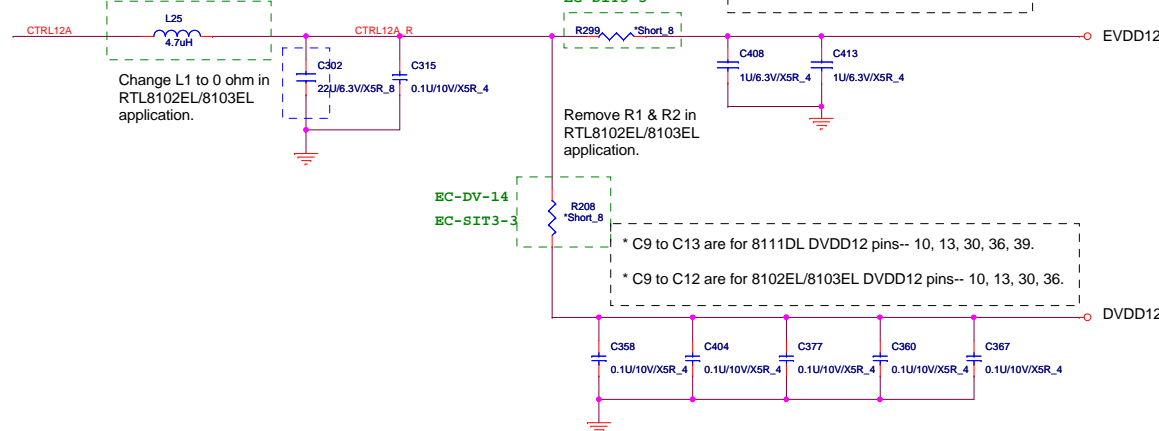 L25
CTRL12A
4.7uH
CTRL12A_R
R299
*Short_8
EVDD12
C302
22U/6.3V/X5R_8
C315
0.1U/10V/X5R_4
C408
1U/6.3V/X5R_4
C413
1U/6.3V/X5R_4
Change L1 to 0 ohm in
RTL8102EL/8103EL
application.
Remove R1 & R2 in
RTL8102EL/8103EL
application.
EC-DV-14
EC-SIT3-3
R208
*Short_8
* C9 to C13 are for 8111DL DVDD12 pins-- 10, 13, 30, 36, 39.
* C9 to C12 are for 8102EL/8103EL DVDD12 pins-- 10, 13, 30, 36.
DVDD12
C358
0.1U/10V/X5R_4
C404
0.1U/10V/X5R_4
C377
0.1U/10V/X5R_4
C360
0.1U/10V/X5R_4
C367
0.1U/10V/X5R_4